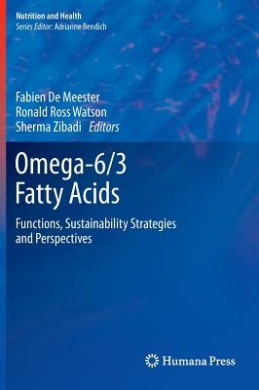 Nutrition and Health
Series Editor: Adrianne Bendich
Fabien De Meester
Ronald Ross Watson
Sherma Zibadi Editors
Omega-6/3
Fatty Acids
Functions, Sustainability Strategies
and Perspectives
Humana Press